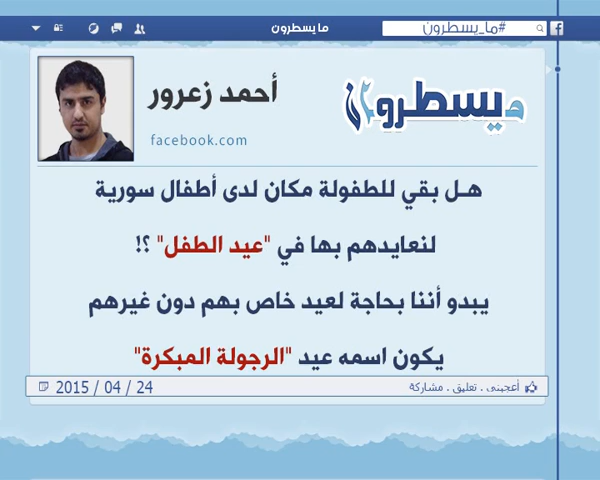 ما يسطرون
#ما_يسطرون
ما يسطرون
أحمد زعرور
facebook.com
هـل بقي للطفولة مكان لدى أطفال سورية
لنعايدهم بها في "عيد الطفل" ؟!
يبدو أننا بحاجة لعيد خاص بهم دون غيرهم
يكون اسمه عيد "الرجولة المبكرة"
أعجبني . تعليق . مشاركة
2015 / 04 / 24